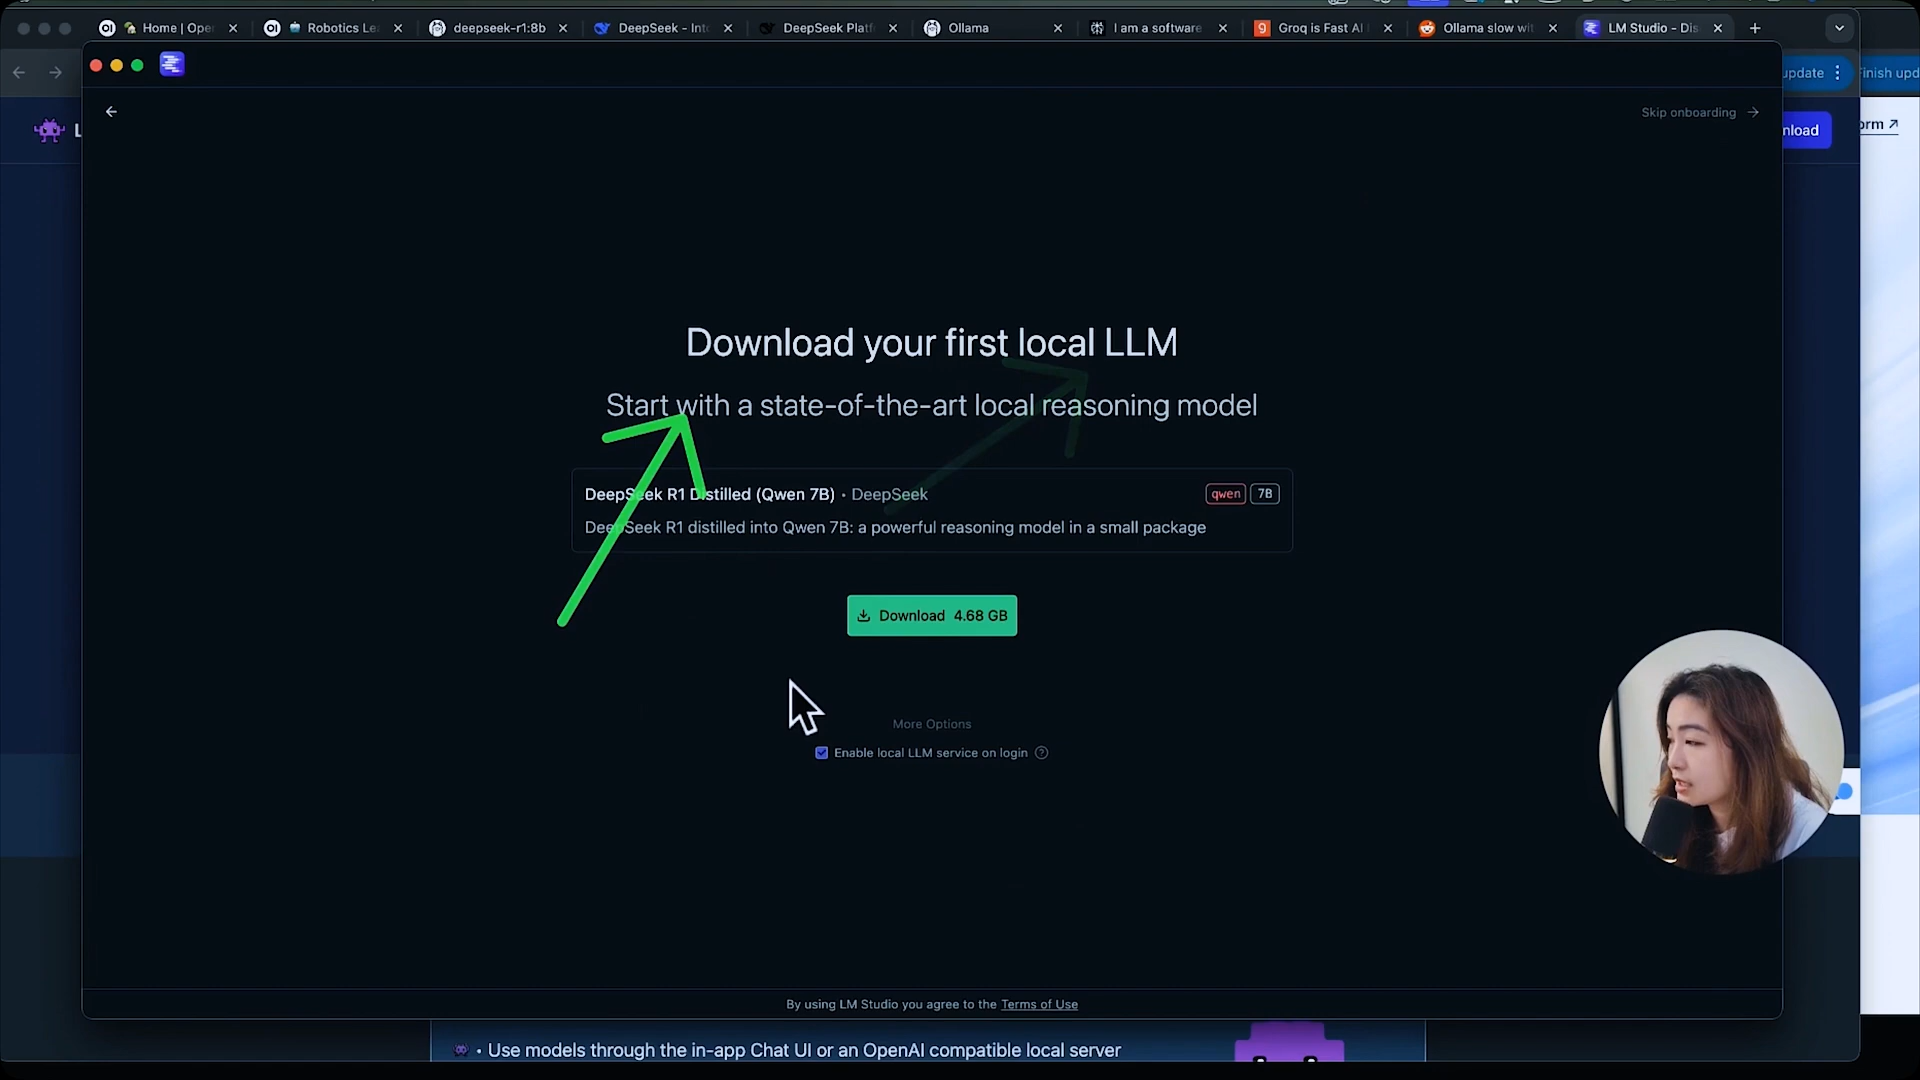 Home | Oper
Robotics Le
deepseek-r1:8b
DeepSeek - Int
DeepSeek Platf
Ollama
I am a software
Groq is Fast AI
Ollama slow wit
LM Studio - Dis
update
Finish upd
Skip onboarding
L
nload
orm ↗
Download your first local LLM
Start with a state-of-the-art local reasoning model
DeepSeek R1 Distilled (Qwen 7B) • DeepSeek
qwen
7B
DeepSeek R1 distilled into Qwen 7B: a powerful reasoning model in a small package
Download 4.68 GB
More Options
Enable local LLM service on login
By using LM Studio you agree to the Terms of Use
• Use models through the in-app Chat UI or an OpenAI compatible local server